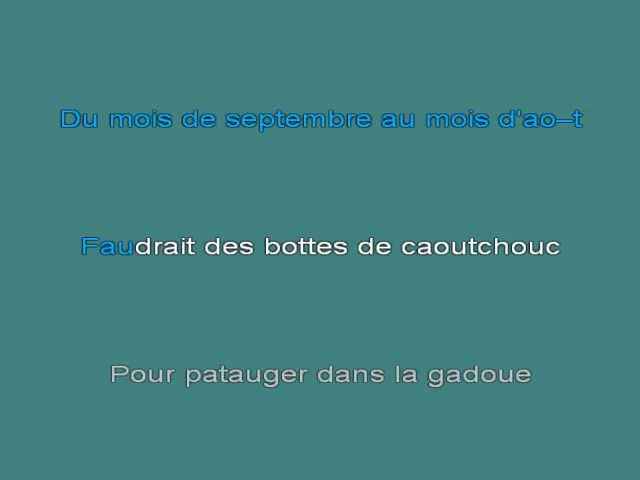 Du mois de septembre au mois d'ao–t
Faudrait des bottes de caoutchouc
Pour patauger dans la gadoue